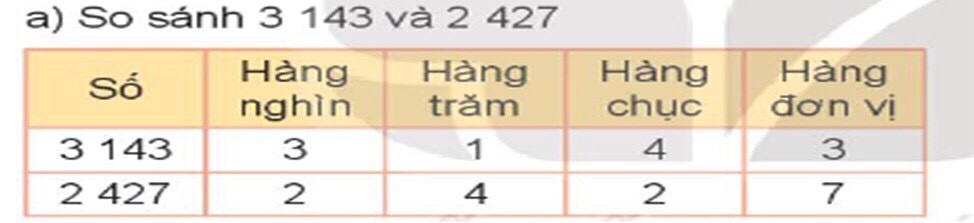 a) So sánh 3 143 và 2 427
Số Hàng nghìn Hàng trăm Hàng chục Hàng đơn vị
3 143 3 1 4 3
2 427 2 4 2 7